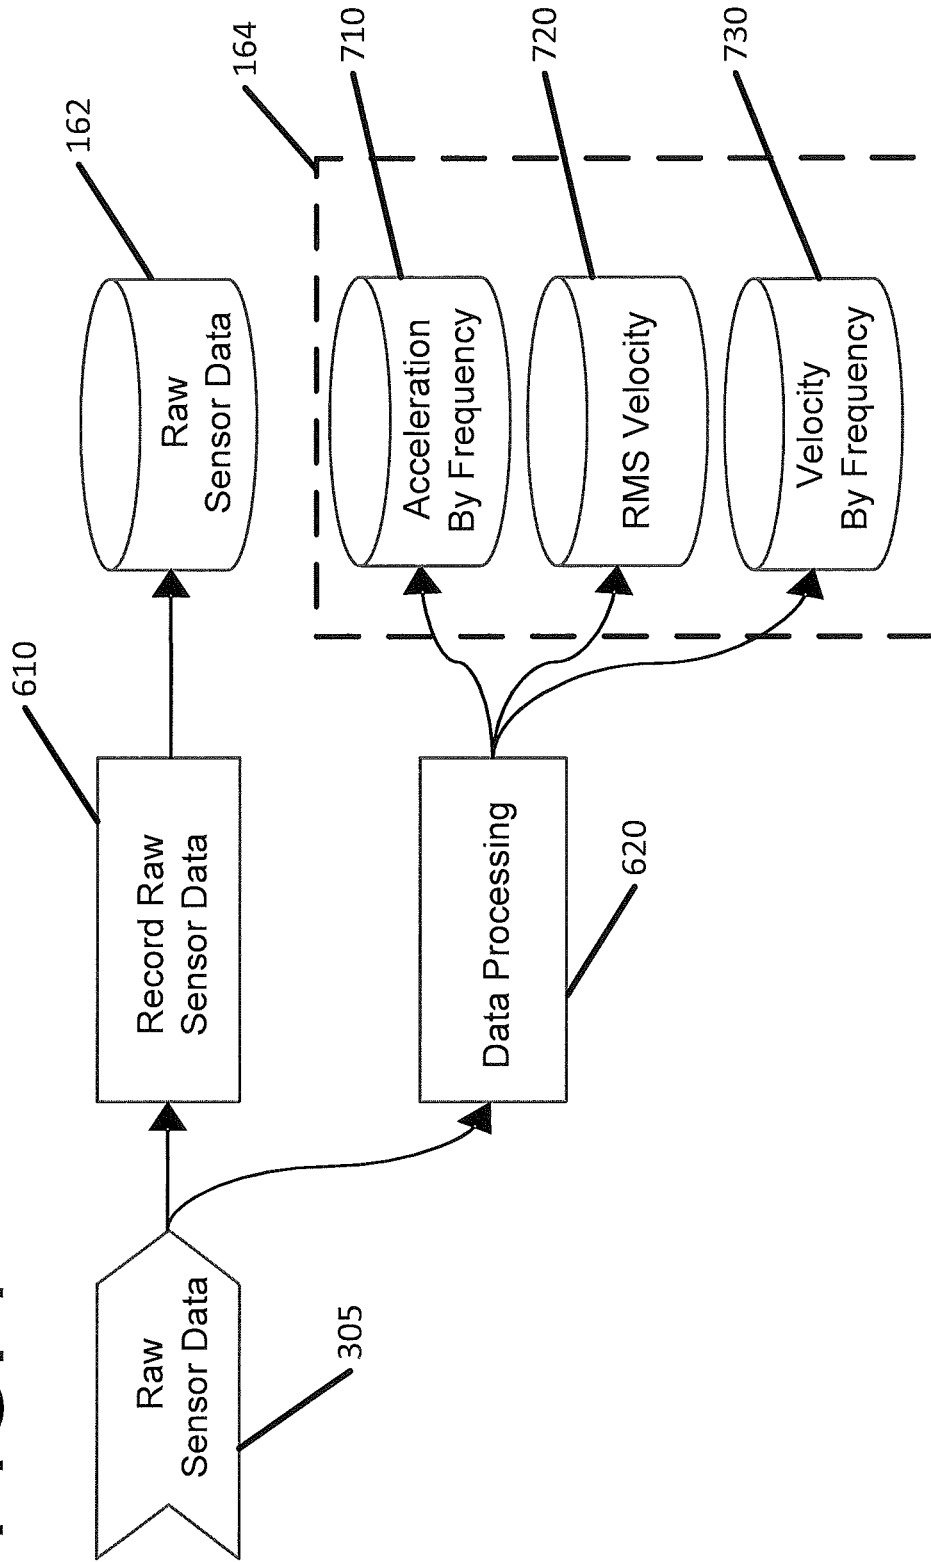 610
162
Raw
Sensor Data
Record Raw
Sensor Data
Raw
Sensor Data
164
305
710
Acceleration
By Frequency
Data Processing
720
RMS Velocity
620
730
Velocity
By Frequency